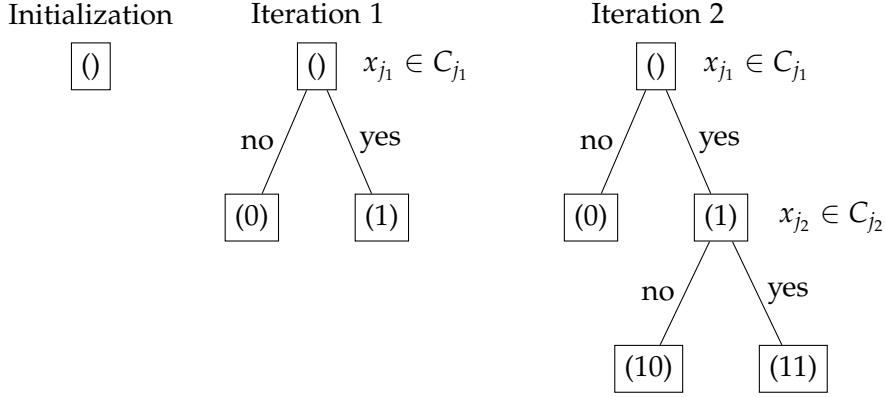 Initialization Iteration 1 Iteration 2
() () x_{j_1} ∈ C_{j_1} () x_{j_1} ∈ C_{j_1}
no yes no yes
(0) (1) (0) (1) x_{j_2} ∈ C_{j_2}
no yes
(10) (11)